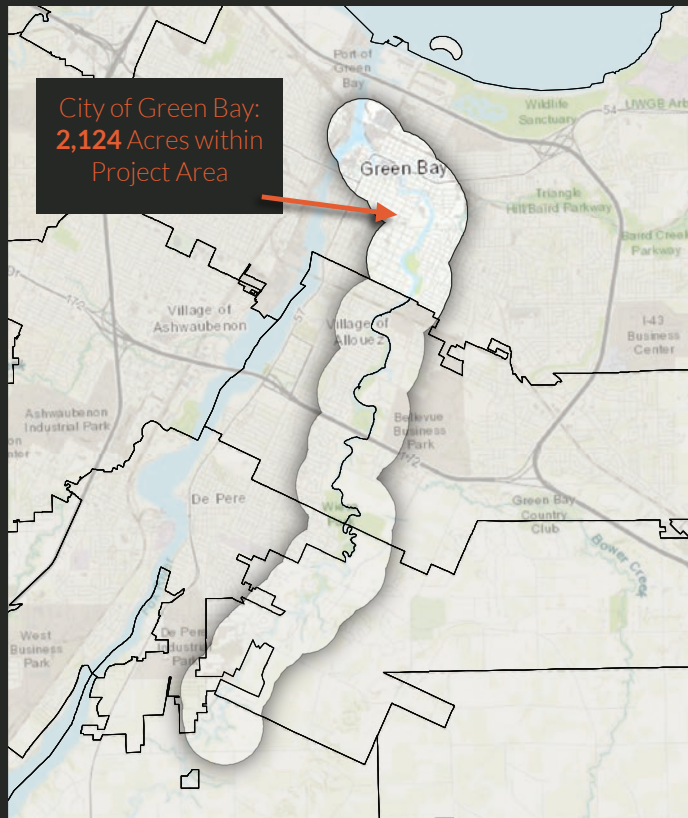 Port of
Green
Bay
City of Green Bay:
2,124 Acres within
Project Area
Wildlife
Sanctuary
54
UWGB Arb
Green Bay
Triangle
Hill/Baird Parkway
Baird Creek
Parkway
172
Village of
Ashwaubenon
57
Village of
Allouez
I-43
Business
Center
Ashwaubenon
Industrial Park
Bellevue
Business
Park
De Pere
Green Bay
Country
Club
Bower Creek
West
Business
Park
De Pere
Industrial
Park